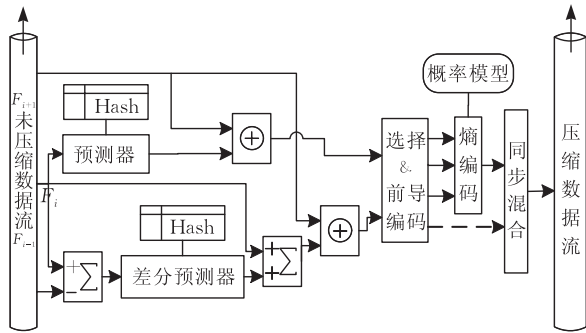 F_{i+1}
未压缩数据流
F_{i-1}
F_i
Hash
预测器
⊕
Hash
+
−
Σ
差分预测器
+
+
Σ
⊕
选择
&
前导
编码
概率模型
熵编码
同步混合
压缩数据流